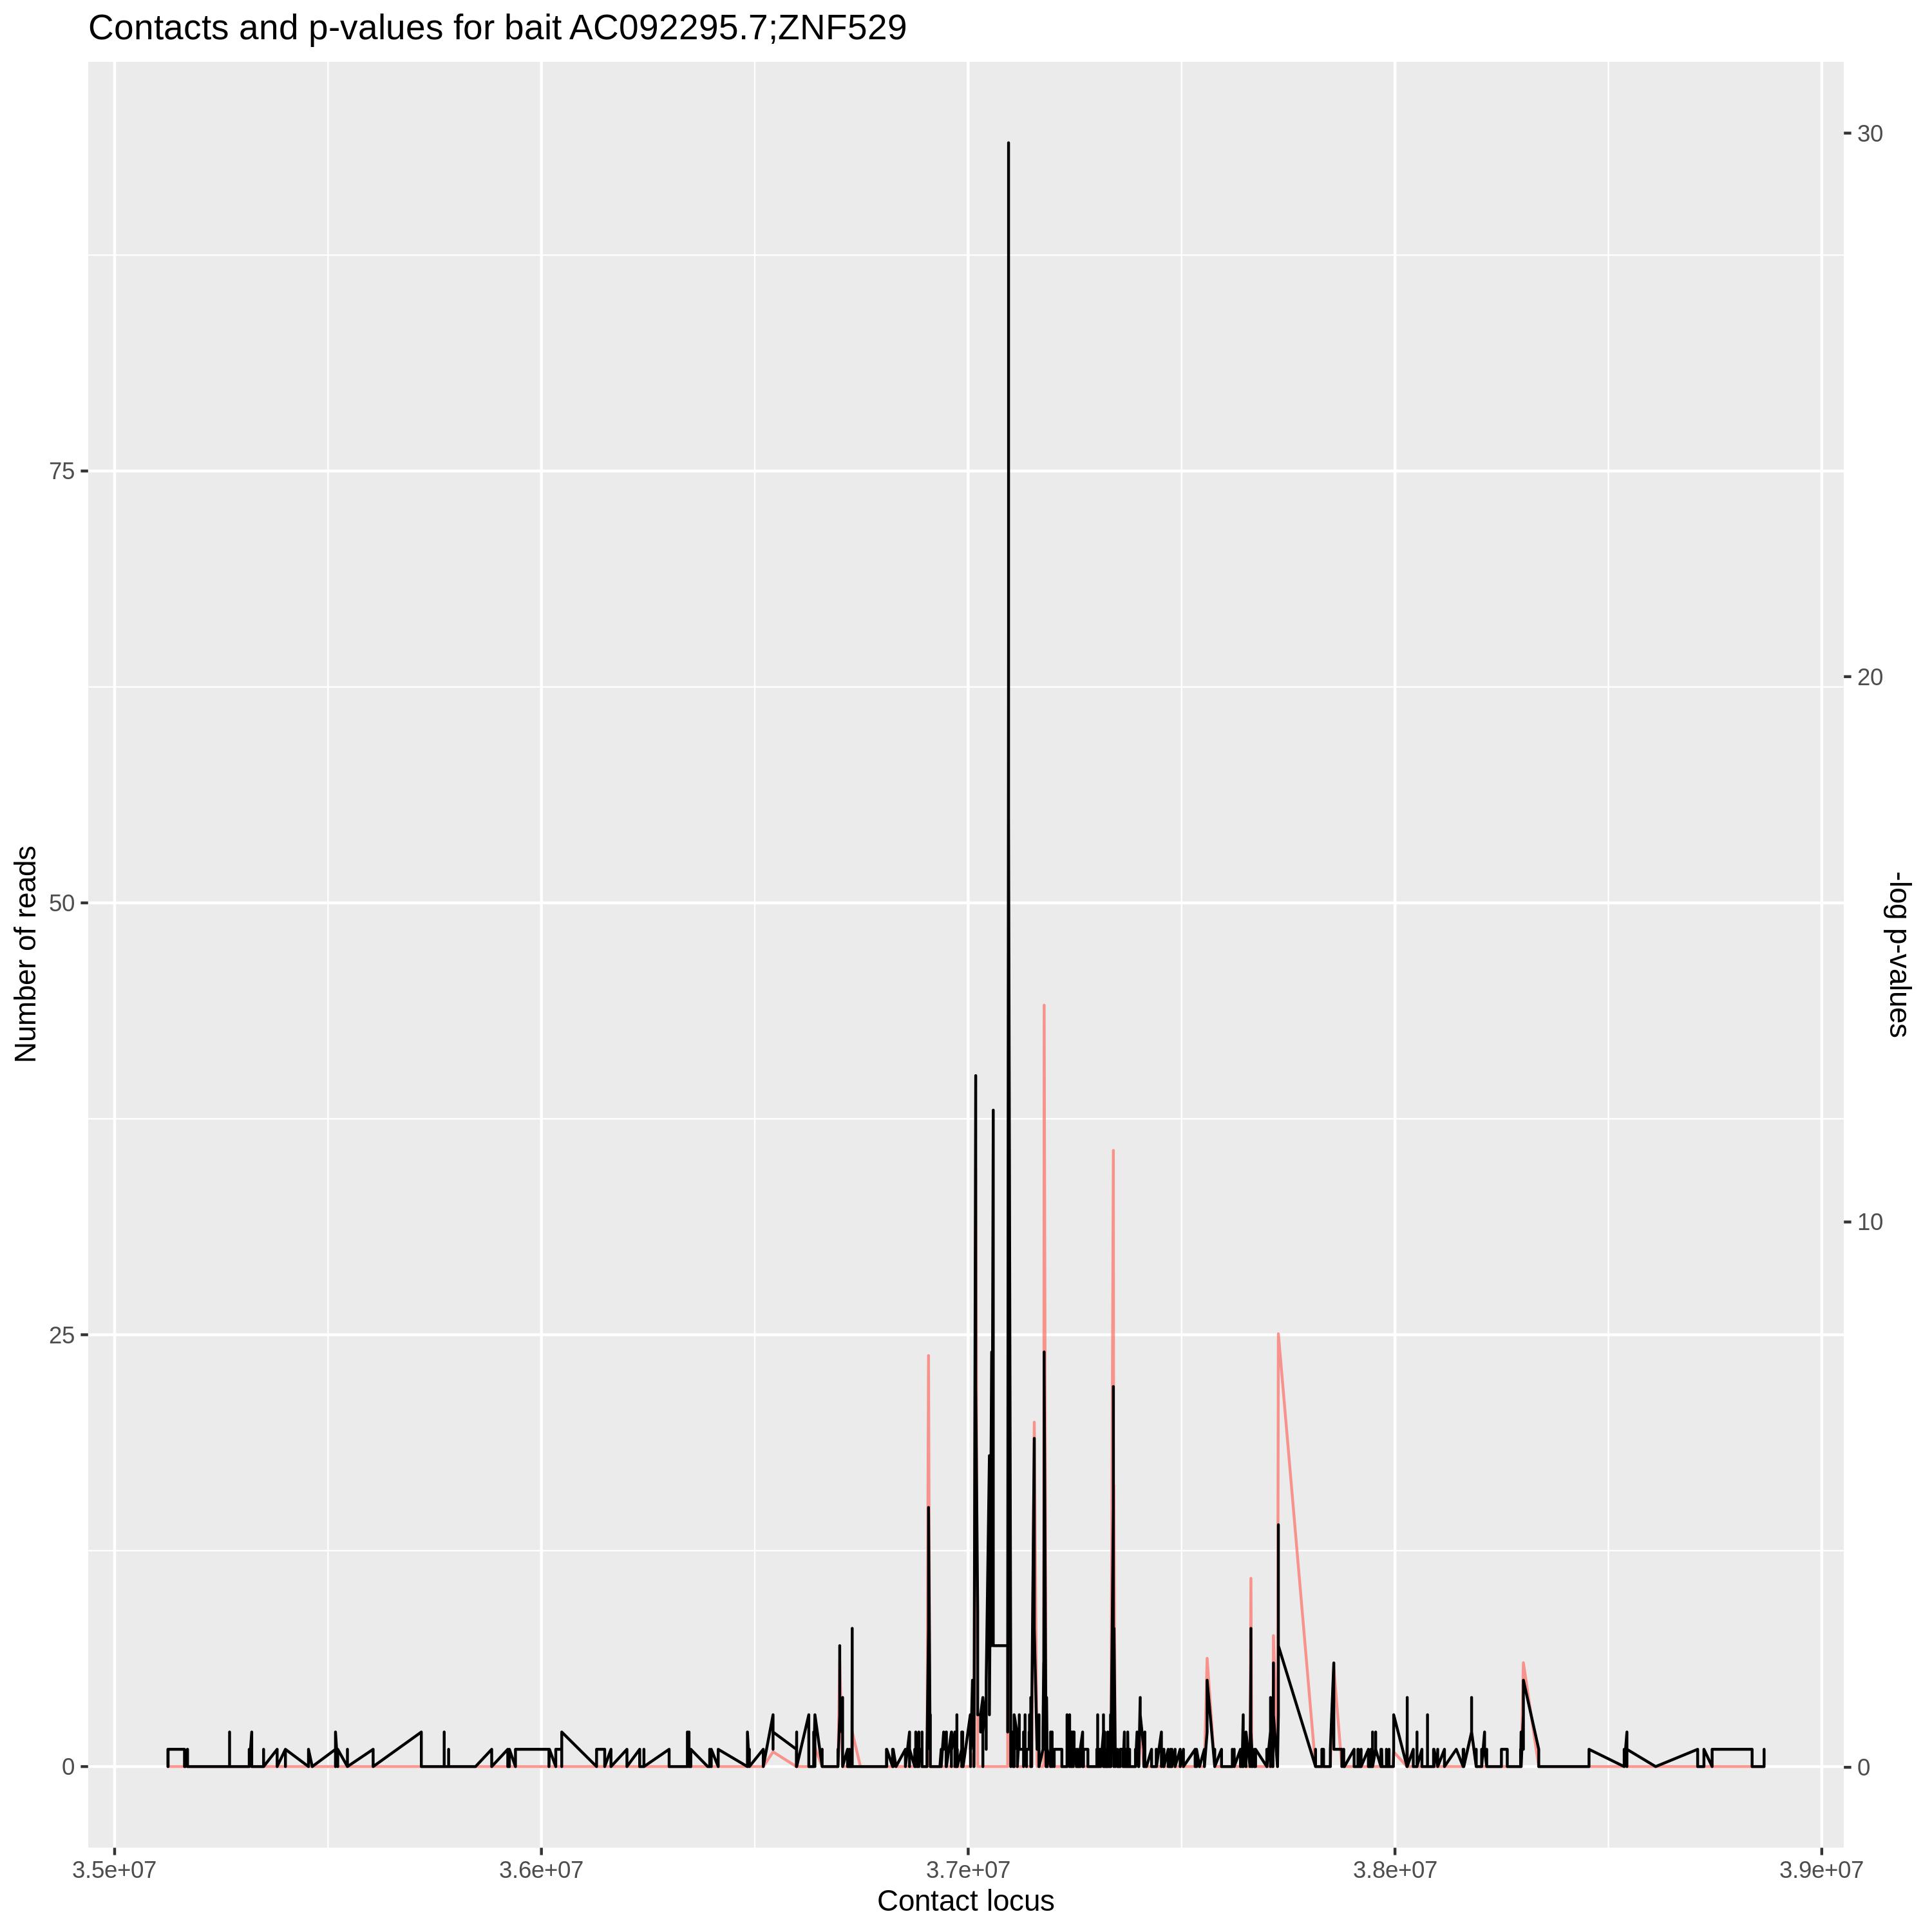 Contacts and p-values for bait AC092295.7;ZNF529
30
75
20
50
Number of reads
-log p-values
10
25
0
0
3.5e+07
3.6e+07
3.7e+07
3.8e+07
3.9e+07
Contact locus